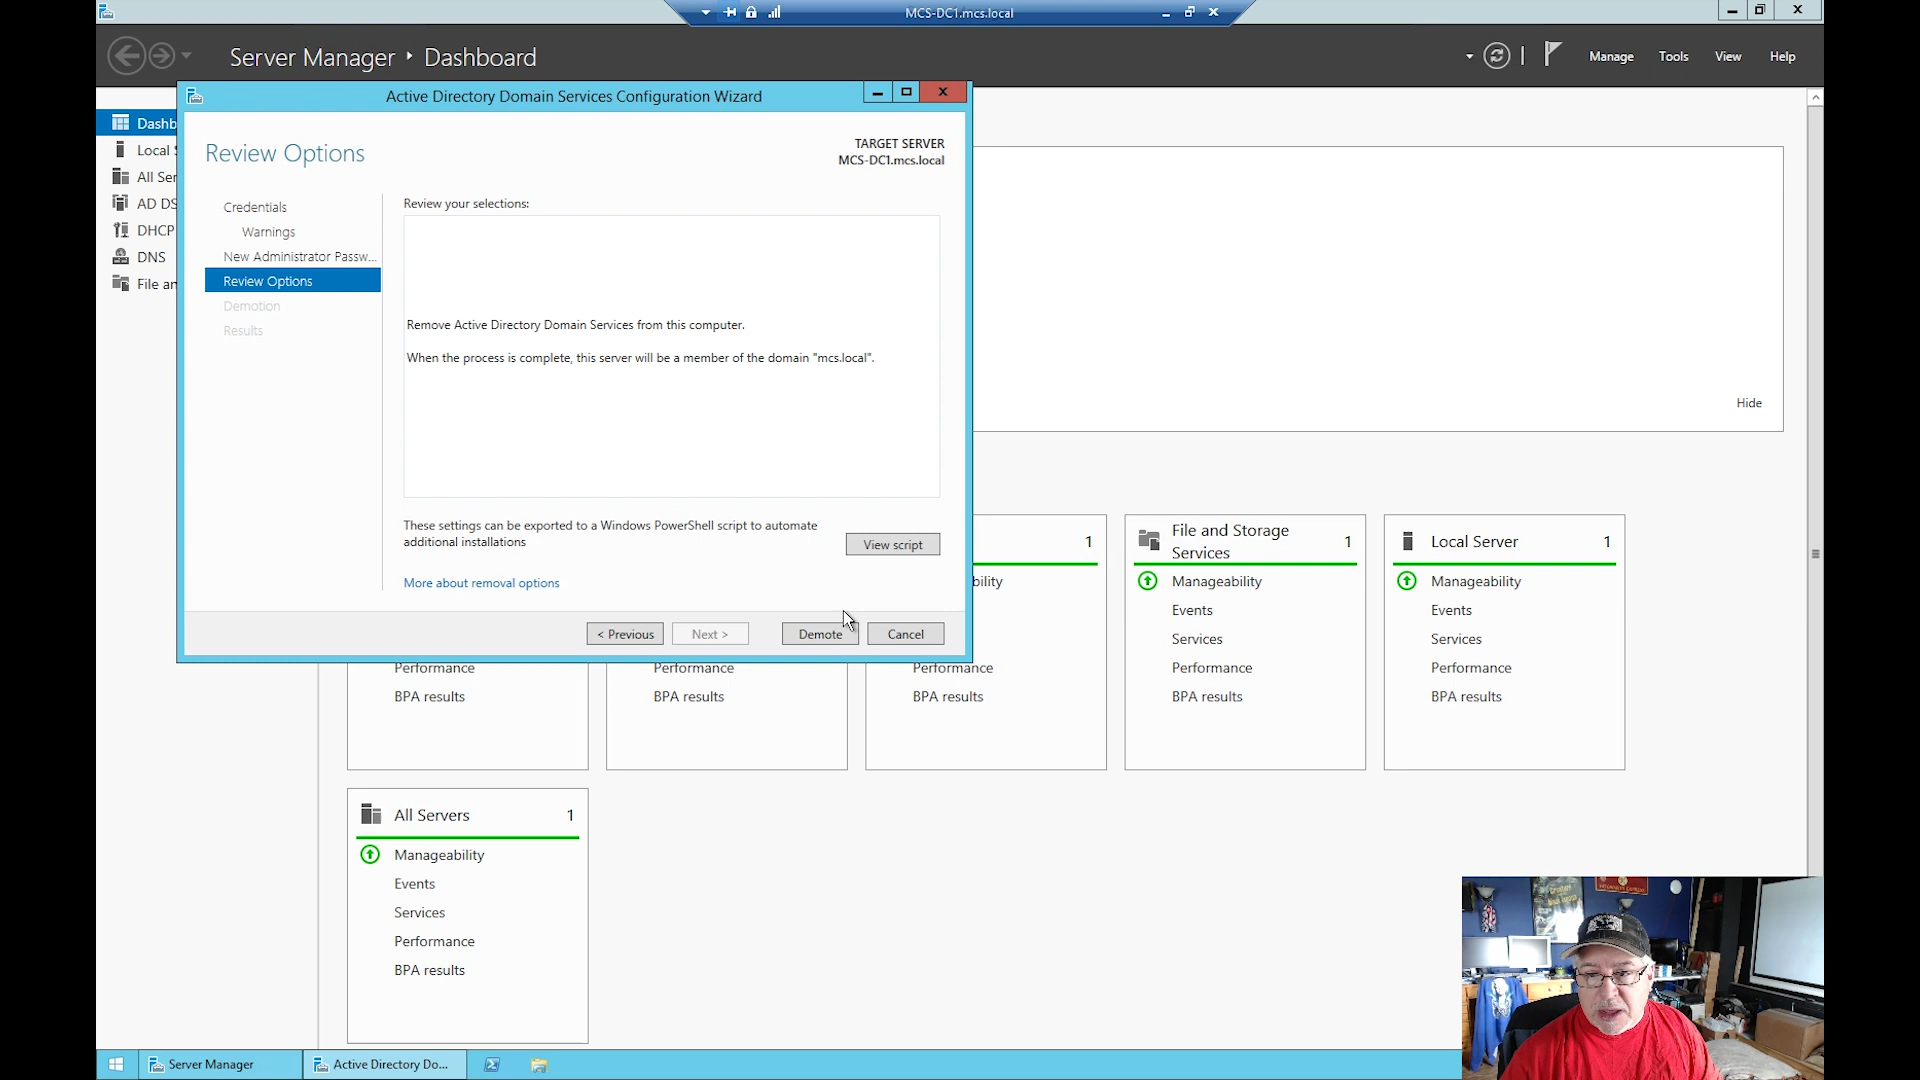 MCS-DC1.mcs.local
Server Manager
Dashboard
Manage
Tools
View
Help
Active Directory Domain Services Configuration Wizard
Dashb
Local S
All Ser
AD DS
DHCP
DNS
File an
Review Options
TARGET SERVER
MCS-DC1.mcs.local
Credentials
Warnings
New Administrator Passw...
Review Options
Demotion
Results
Review your selections:
Remove Active Directory Domain Services from this computer.
When the process is complete, this server will be a member of the domain "mcs.local".
These settings can be exported to a Windows PowerShell script to automate
additional installations
View script
More about removal options
< Previous
Next >
Demote
Cancel
Hide
Performance
BPA results
Performance
BPA results
1
bility
Performance
BPA results
File and Storage
Services
1
Manageability
Events
Services
Performance
BPA results
Local Server
1
Manageability
Events
Services
Performance
BPA results
All Servers
1
Manageability
Events
Services
Performance
BPA results
Server Manager
Active Directory Do...